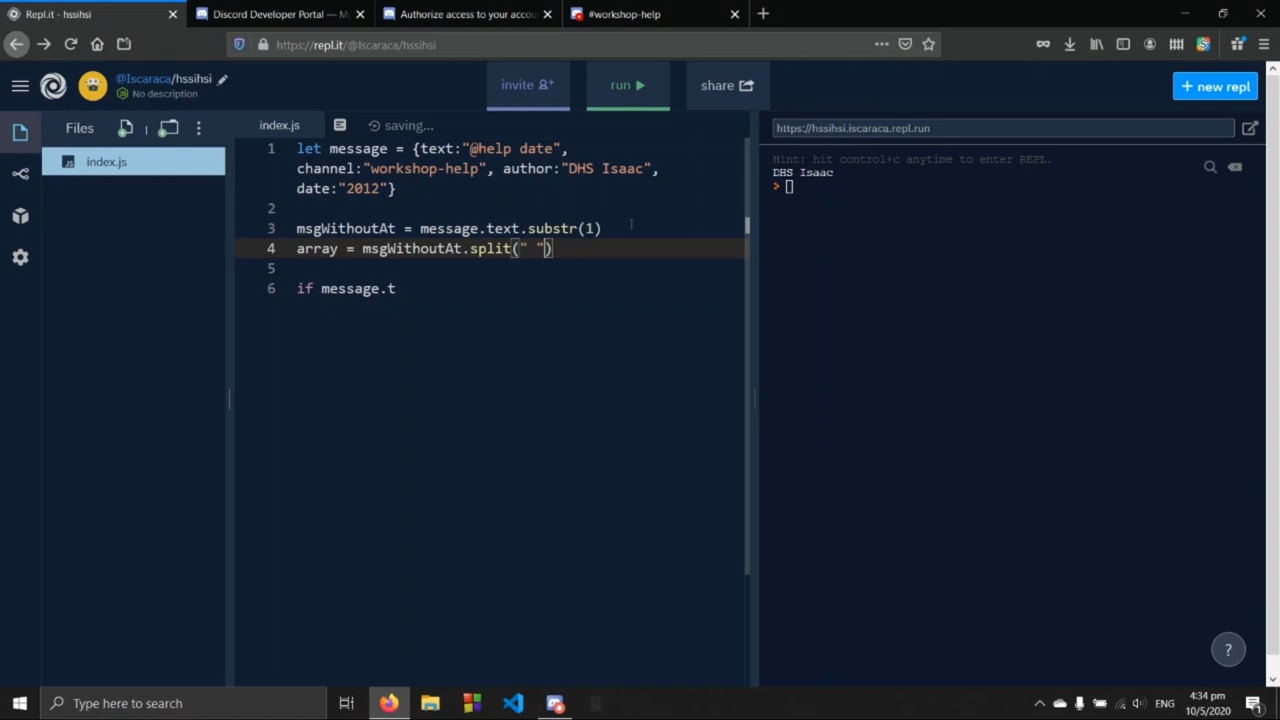 Repl.it - hssihsi
Discord Developer Portal — M
Authorize access to your accou
#workshop-help
https://repl.it/@Iscaraca/hssihsi
@Iscaraca/hssihsi
No description
invite
run
share
+ new repl
Files
index.js
index.js
saving...
https://hssihsi.iscaraca.repl.run
1 let message = {text:"@help date",
channel:"workshop-help", author:"DHS Isaac",
date:"2012"}
2
3 msgWithoutAt = message.text.substr(1)
4 array = msgWithoutAt.split(" ")
5
6 if message.t
Hint: hit control+c anytime to enter REPL.
DHS Isaac
>
?
Type here to search
ENG
4:34 pm
10/5/2020
1